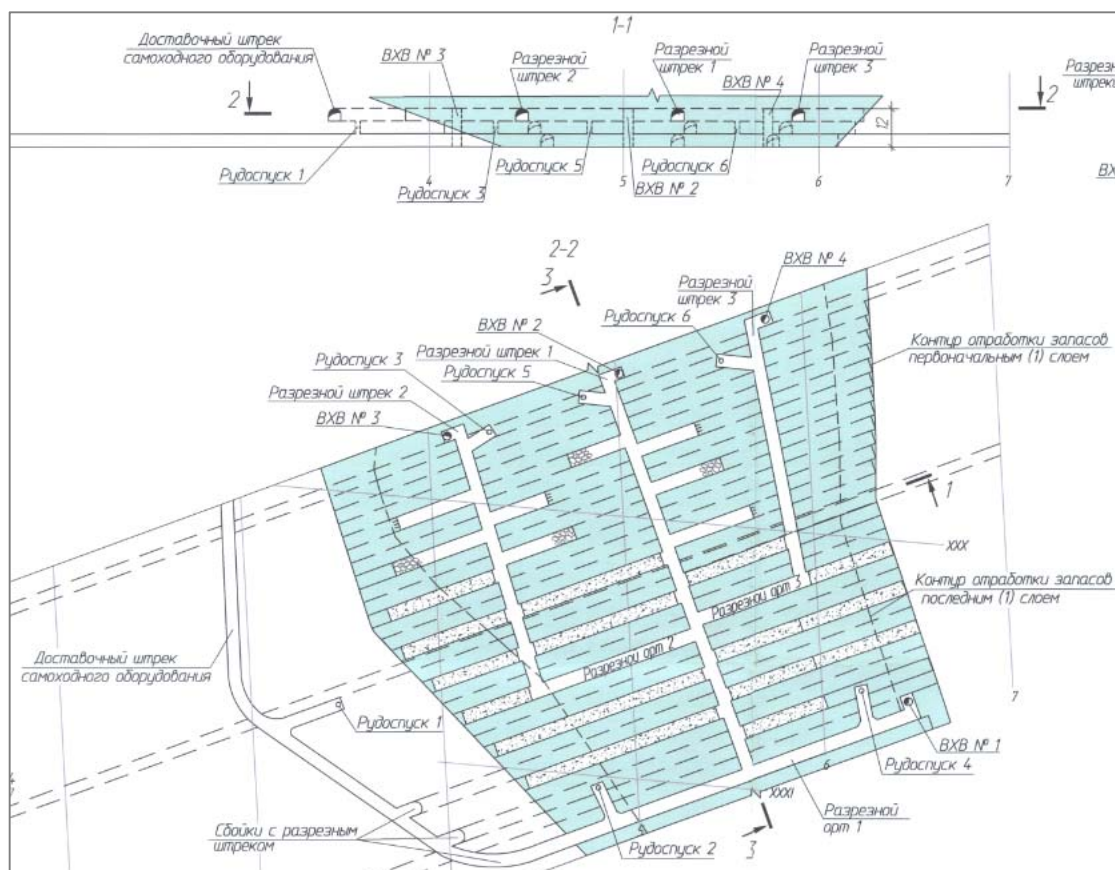 1-1
Доставочный штрек
самоходного оборудования
ВХВ № 3
Разрезной
штрек 2
Разрезной
штрек 1
ВХВ № 4
Разрезной
штрек 3
2
2
12
Рудоспуск 1
4
Рудоспуск 3
Рудоспуск 5
5
ВХВ № 2
Рудоспуск 6
6
7
ВХ
2-2
3
ВХВ № 4
Разрезной
штрек 3
Рудоспуск 6
ВХВ № 2
Разрезной штрек 1
Рудоспуск 5
Рудоспуск 3
Разрезной штрек 2
ВХВ № 3
Контур отработки запасов
первоначальным (1) слоем
1
XXX
Контур отработки запасов
последним (1) слоем
Разрезной орт 3
Разрезной орт 2
Доставочный штрек
самоходного оборудования
Рудоспуск 1
7
ВХВ № 1
Рудоспуск 4
6
XXXI
Разрезной
орт 1
Сбойки с разрезным
штреком
Рудоспуск 2
3